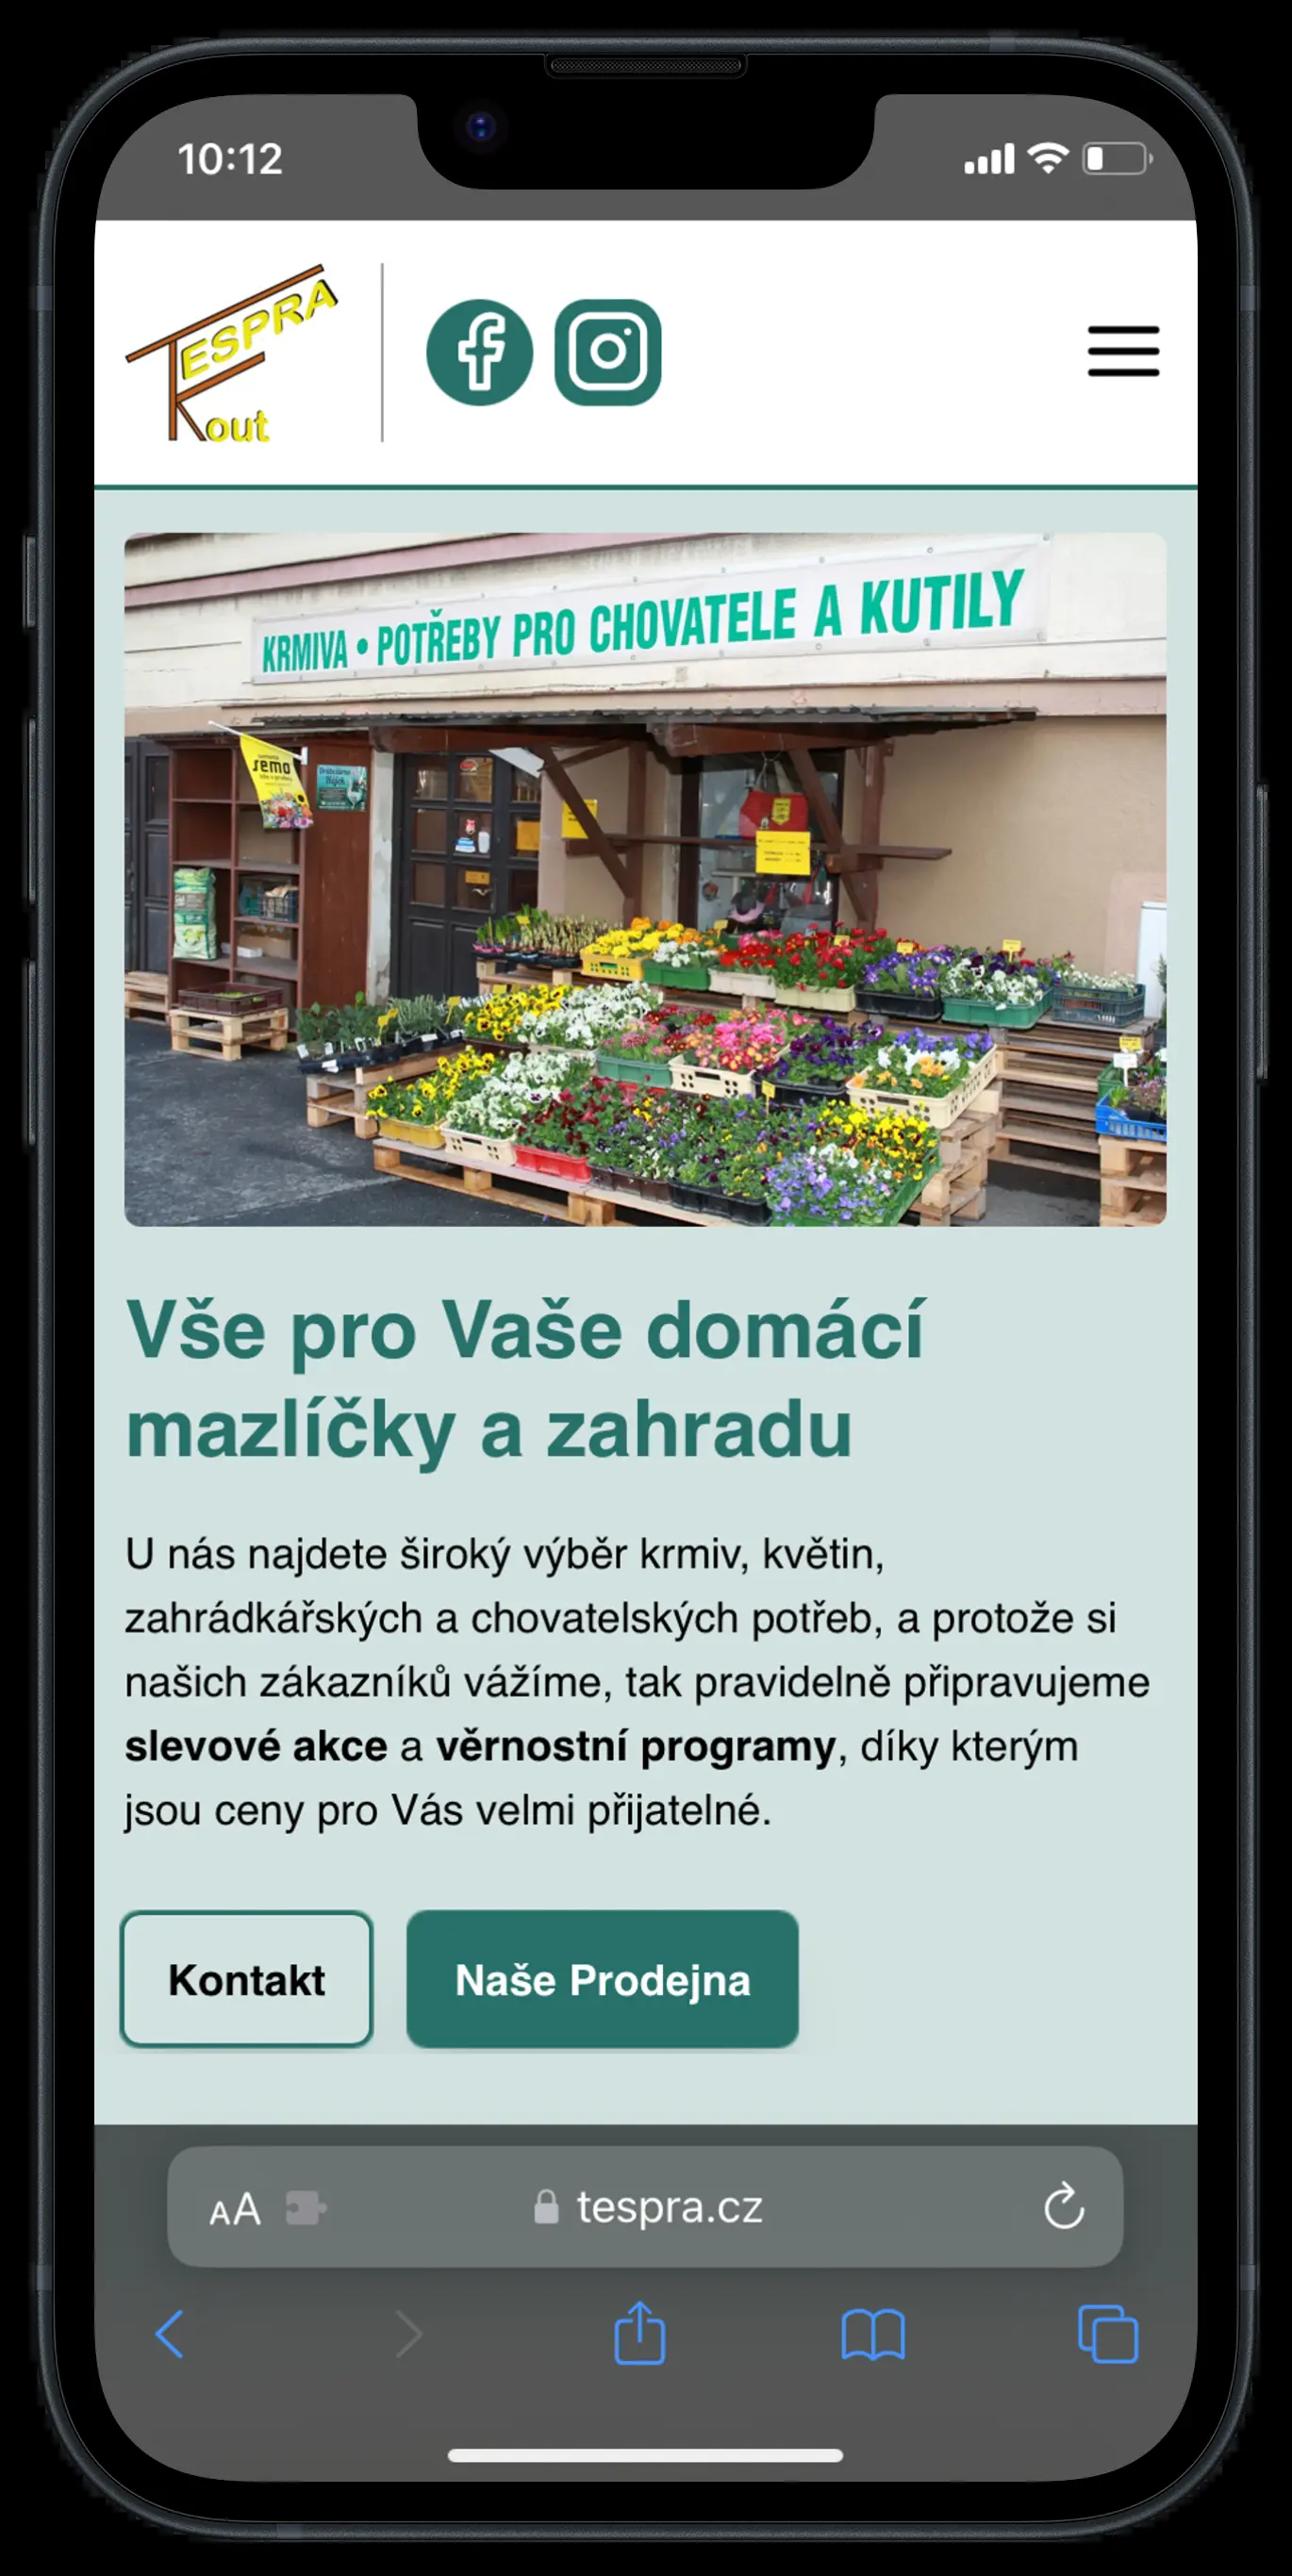 10:12
TESPRA
Kout
KRMIVA • POTŘEBY PRO CHOVATELE A KUTILY
semo
Vše pro Vaše domácí
mazlíčky a zahradu
U nás najdete široký výběr krmiv, květin,
zahrádkářských a chovatelských potřeb, a protože si
našich zákazníků vážíme, tak pravidelně připravujeme
slevové akce a věrnostní programy, díky kterým
jsou ceny pro Vás velmi přijatelné.
Kontakt
Naše Prodejna
AA
tespra.cz